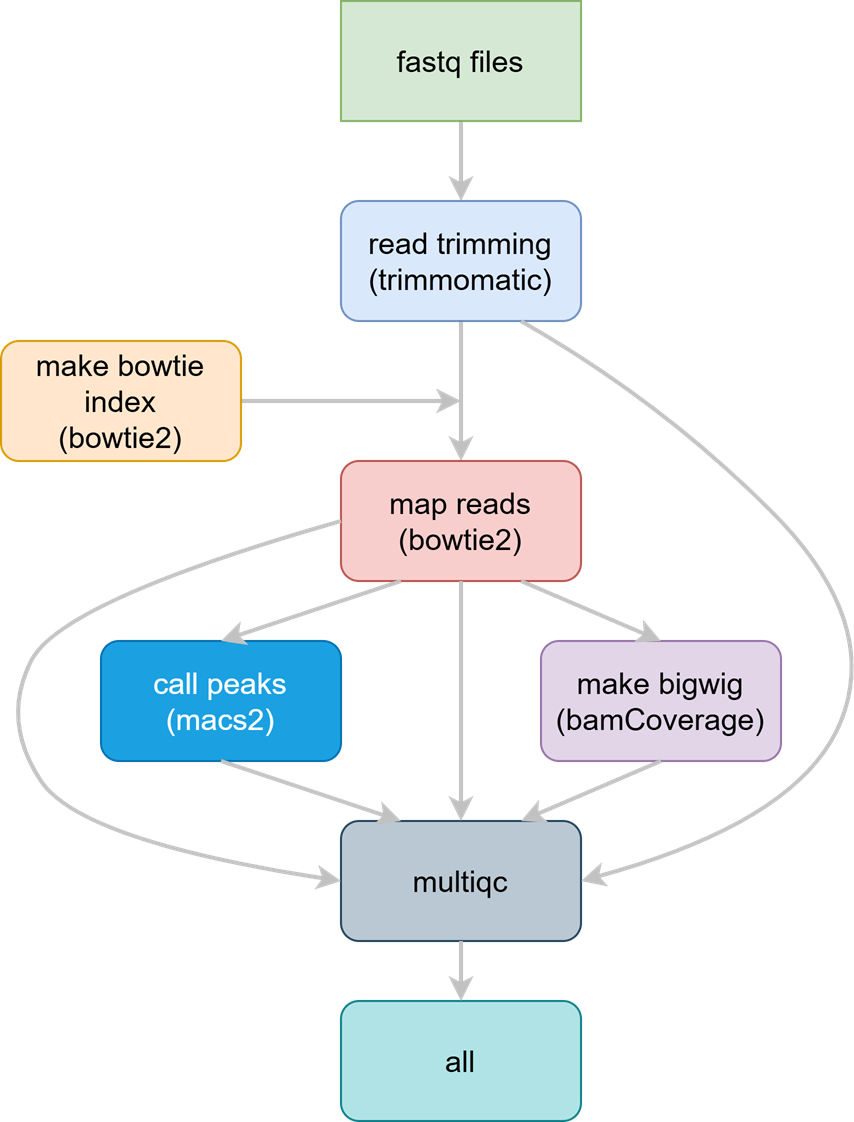 fastq files
read trimming
(trimmomatic)
make bowtie
index
(bowtie2)
map reads
(bowtie2)
call peaks
(macs2)
make bigwig
(bamCoverage)
multiqc
all